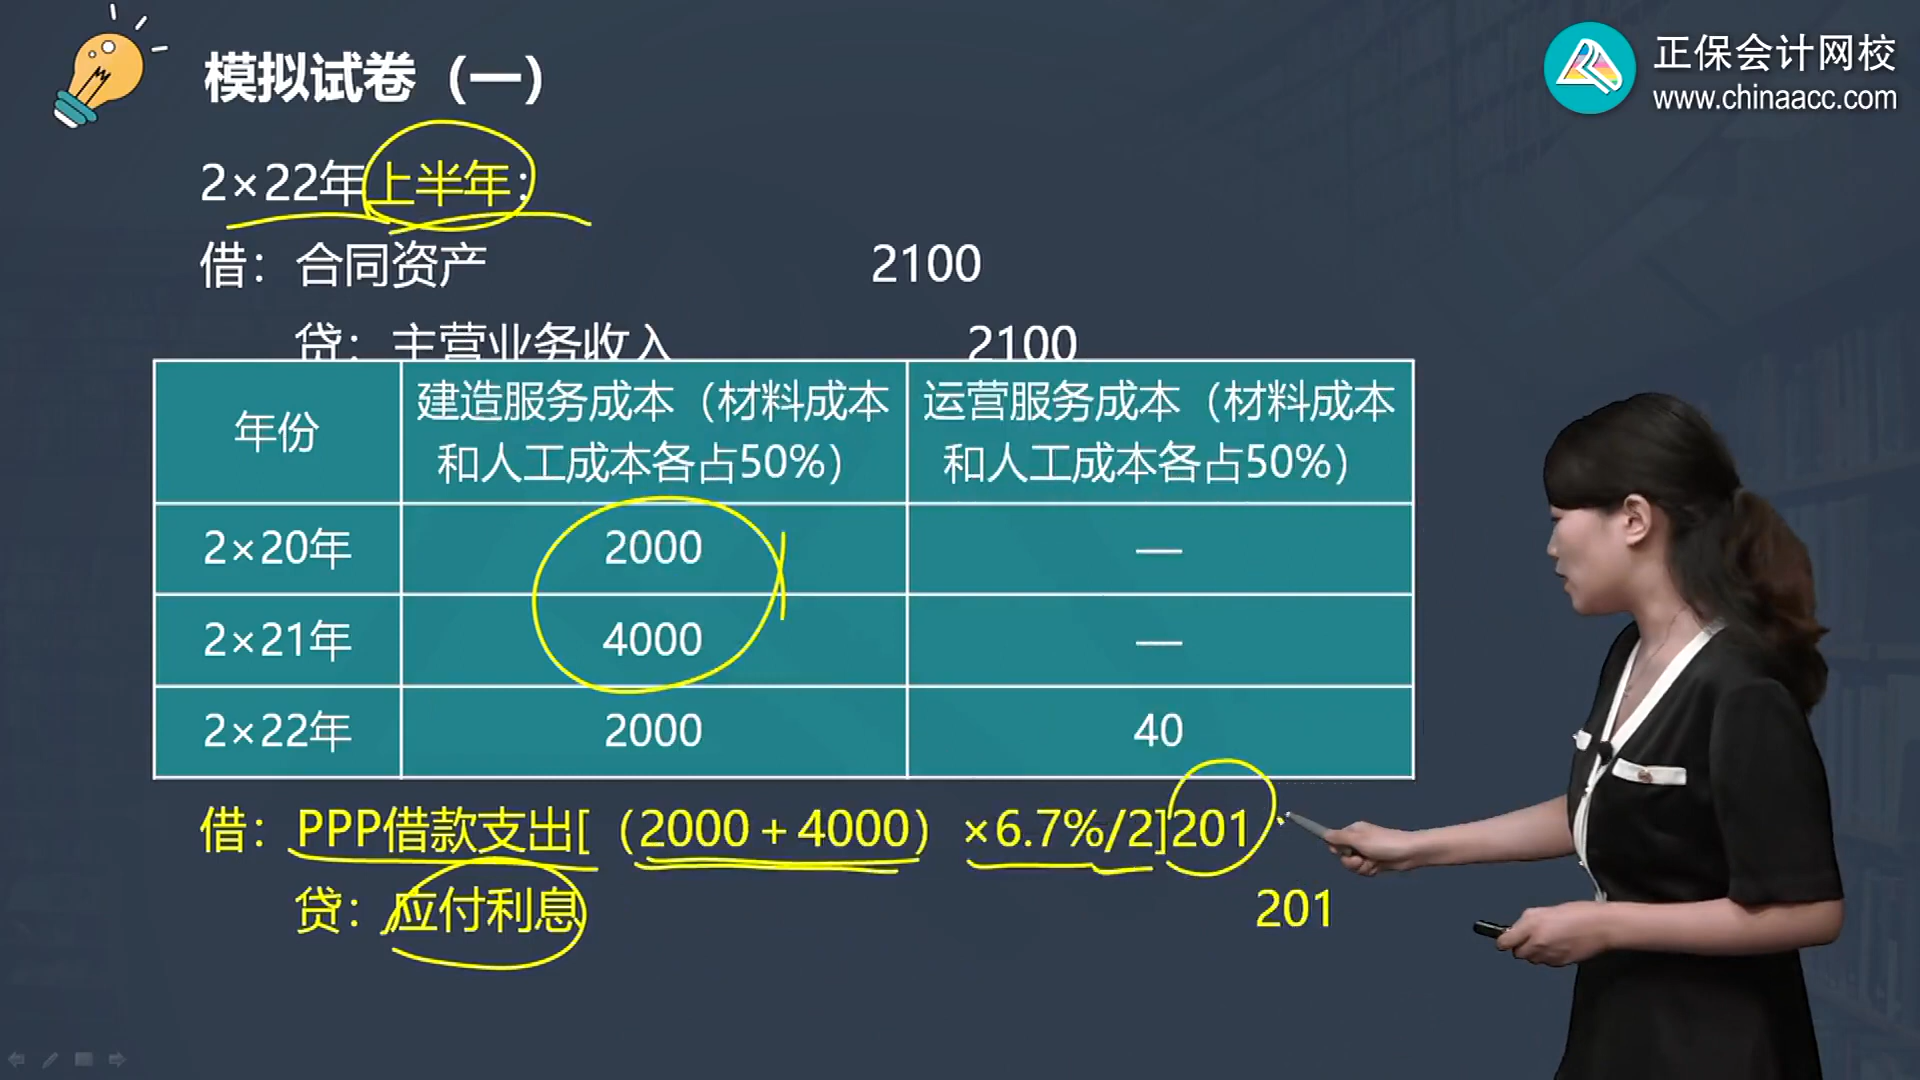 模拟试卷（一）
正保会计网校
www.chinaacc.com
2×22年上半年：
借：合同资产 2100
贷：主营业务收入 2100
年份 建造服务成本（材料成本和人工成本各占50%） 运营服务成本（材料成本和人工成本各占50%）
2×20年 2000 —
2×21年 4000 —
2×22年 2000 40
借：PPP借款支出[（2000＋4000）×6.7%/2]201
贷：应付利息 201